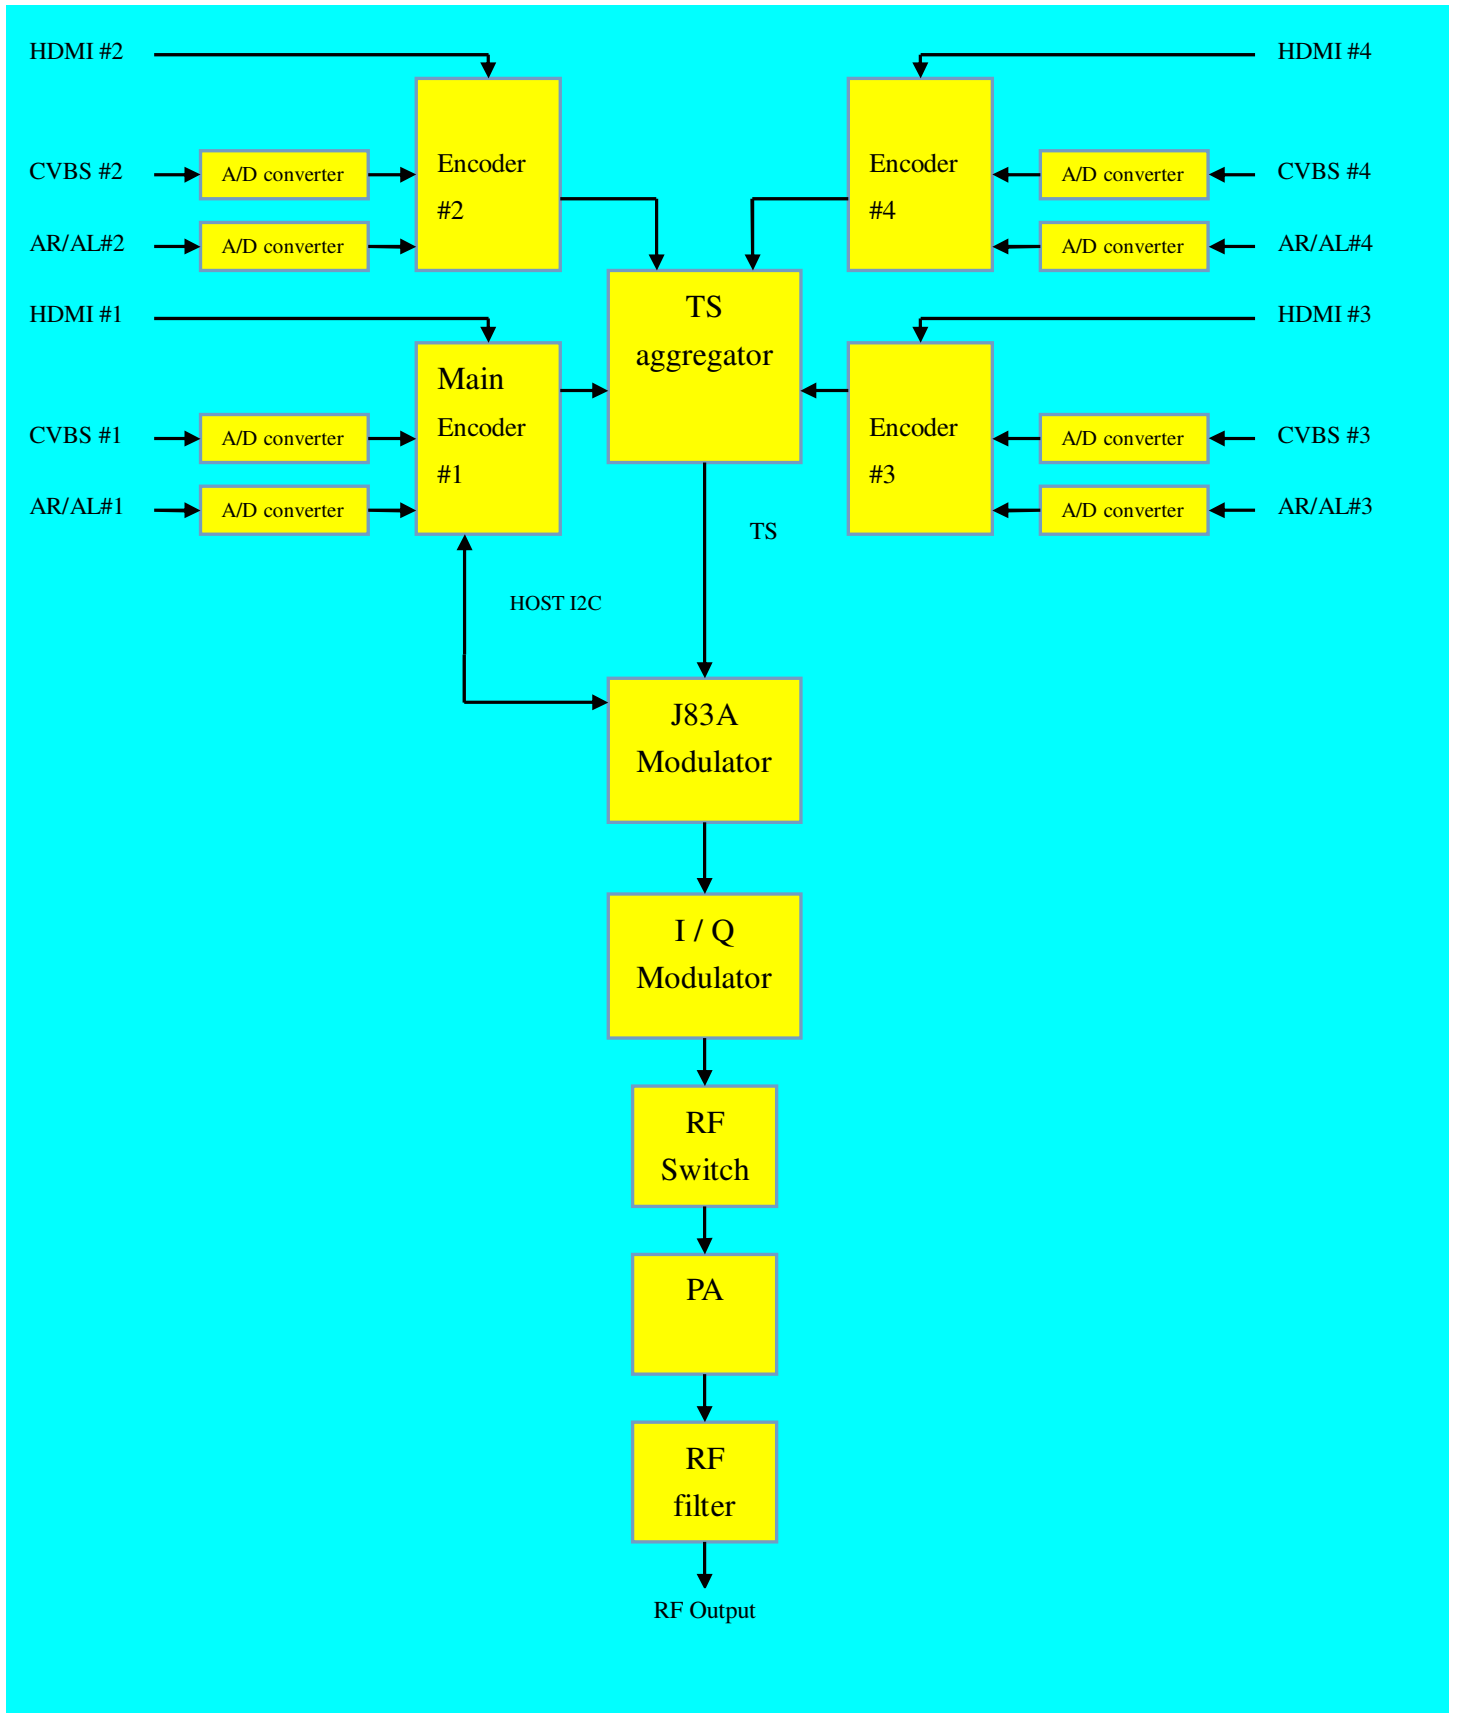 HDMI #2
HDMI #4
Encoder
#2
Encoder
#4
CVBS #2
A/D converter
A/D converter
CVBS #4
AR/AL#2
A/D converter
A/D converter
AR/AL#4
HDMI #1
HDMI #3
TS
aggregator
Main
Encoder
#1
Encoder
#3
CVBS #1
A/D converter
A/D converter
CVBS #3
AR/AL#1
A/D converter
A/D converter
AR/AL#3
TS
HOST I2C
J83A
Modulator
I / Q
Modulator
RF
Switch
PA
RF
filter
RF Output